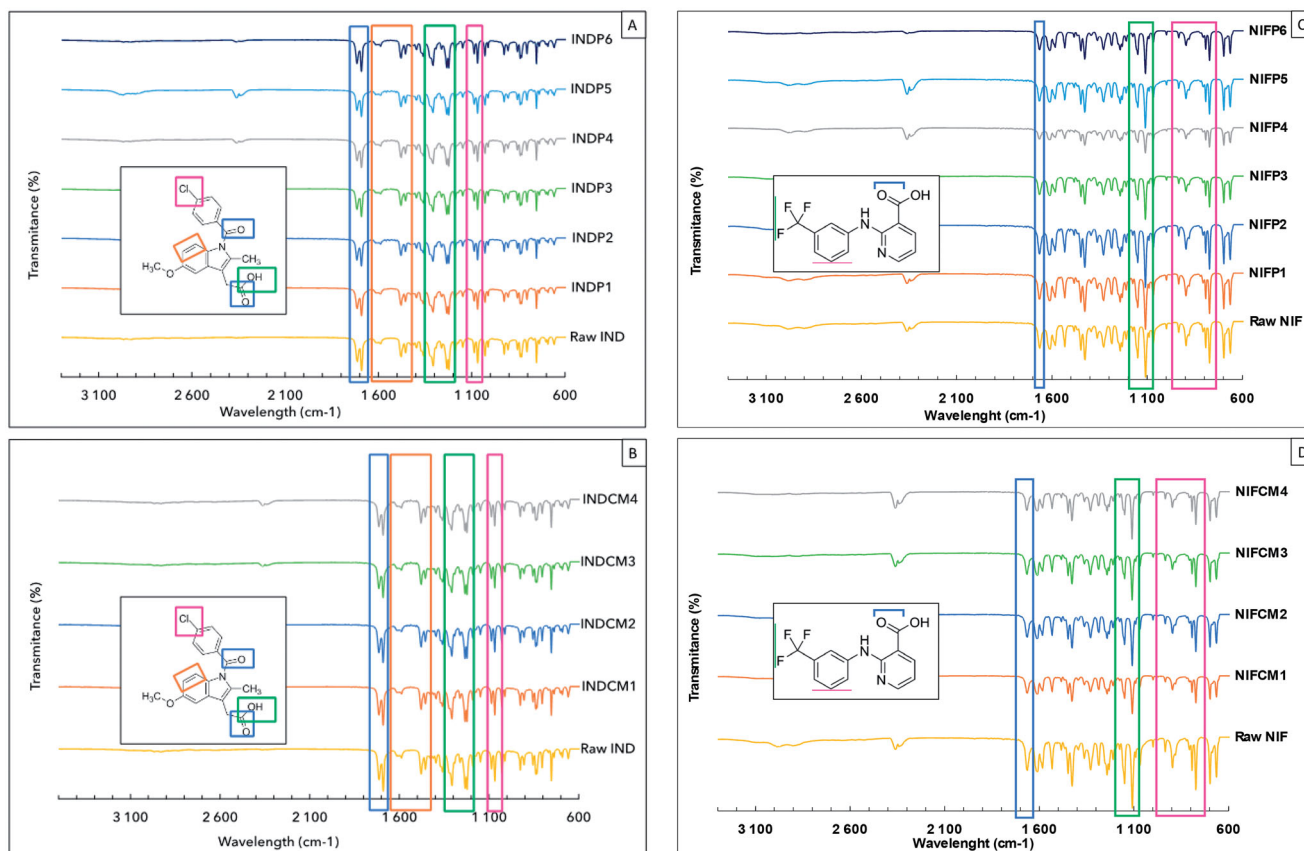 A
INDP6
INDP5
INDP4
INDP3
INDP2
INDP1
Raw IND
Transmitance (%)
Cl
O
N
CH₃
H₃C
O
OH
O
3 100
2 600
2 100
1 600
1 100
600
Wavelength (cm-1)
C
NIFP6
NIFP5
NIFP4
NIFP3
NIFP2
NIFP1
Raw NIF
Transmitance (%)
F
F
F
O
OH
H
N
N
3 100
2 600
2 100
1 600
1 100
600
Wavelenght (cm-1)
B
INDCM4
INDCM3
INDCM2
INDCM1
Raw IND
Transmitance (%)
Cl
O
N
CH₃
H₃C
O
OH
O
3 100
2 600
2 100
1 600
1 100
600
Wavelength (cm-1)
D
NIFCM4
NIFCM3
NIFCM2
NIFCM1
Raw NIF
Transmitance (%)
F
F
F
O
OH
H
N
N
3 100
2 600
2 100
1 600
1 100
600
Wavelenght (cm-1)